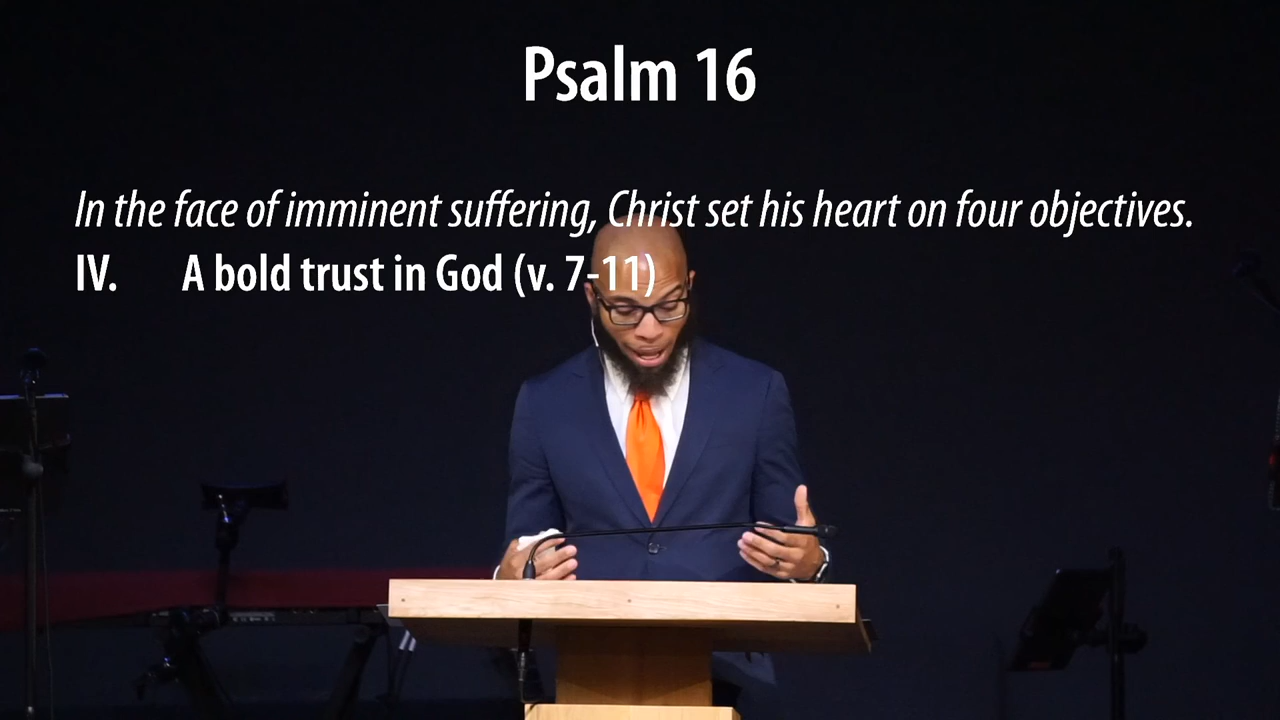 Psalm 16
In the face of imminent suffering, Christ set his heart on four objectives.
IV. A bold trust in God (v. 7-11)